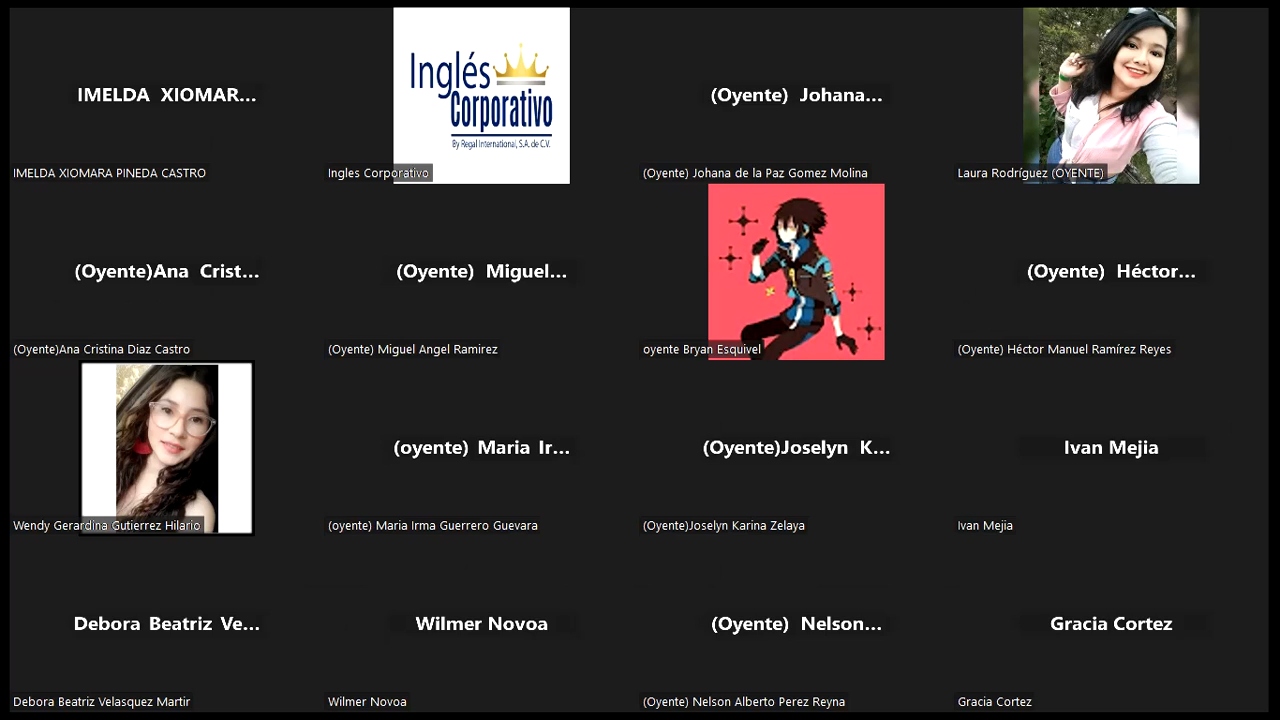 IMELDA XIOMAR...
IMELDA XIOMARA PINEDA CASTRO
Inglés
Corporativo
By Regal International, S.A. de C.V.
Ingles Corporativo
(Oyente) Johana...
(Oyente) Johana de la Paz Gomez Molina
Laura Rodríguez (OYENTE)
(Oyente)Ana Crist...
(Oyente)Ana Cristina Diaz Castro
(Oyente) Miguel...
(Oyente) Miguel Angel Ramirez
oyente Bryan Esquivel
(Oyente) Héctor...
(Oyente) Héctor Manuel Ramírez Reyes
Wendy Gerardina Gutierrez Hilario
(oyente) Maria Ir...
(oyente) Maria Irma Guerrero Guevara
(Oyente)Joselyn K...
(Oyente)Joselyn Karina Zelaya
Ivan Mejia
Ivan Mejia
Debora Beatriz Ve...
Debora Beatriz Velasquez Martir
Wilmer Novoa
Wilmer Novoa
(Oyente) Nelson...
(Oyente) Nelson Alberto Perez Reyna
Gracia Cortez
Gracia Cortez